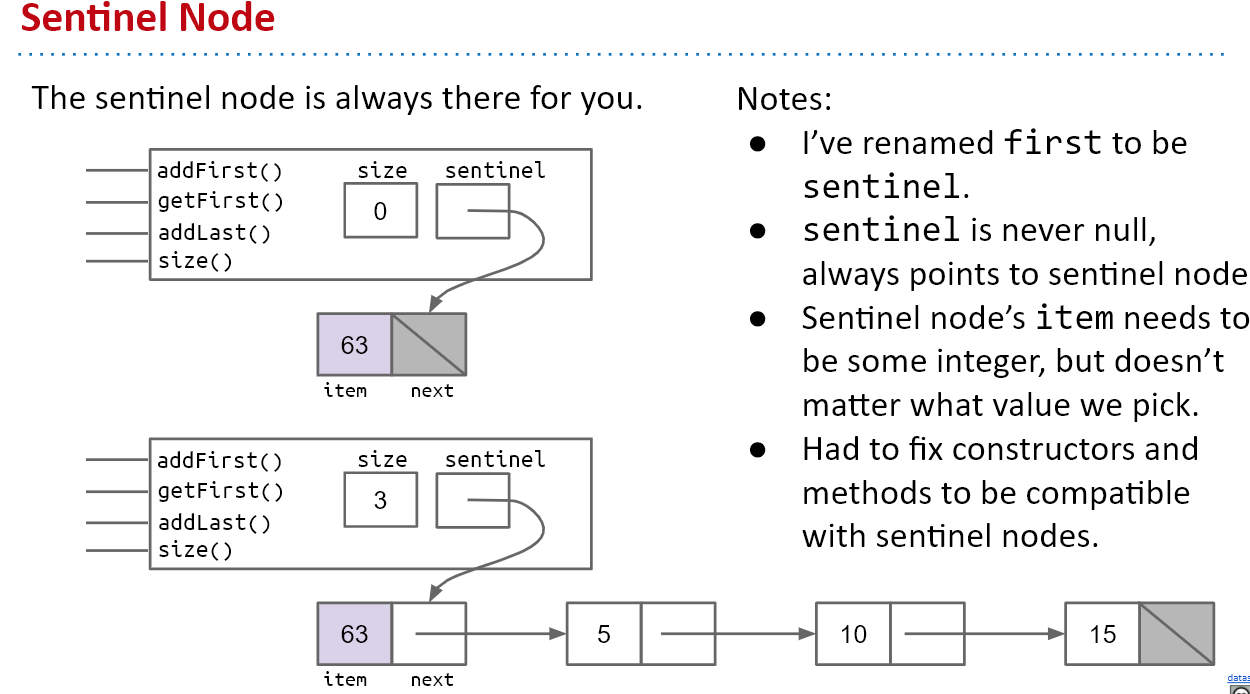 Sentinel Node
The sentinel node is always there for you.
addFirst()
getFirst()
addLast()
size()
size
sentinel
0
63
item
next
addFirst()
getFirst()
addLast()
size()
size
sentinel
3
63
5
10
15
item
next
Notes:
● I’ve renamed first to be
sentinel.
● sentinel is never null,
always points to sentinel node
● Sentinel node’s item needs to
be some integer, but doesn’t
matter what value we pick.
● Had to fix constructors and
methods to be compatible
with sentinel nodes.
datas